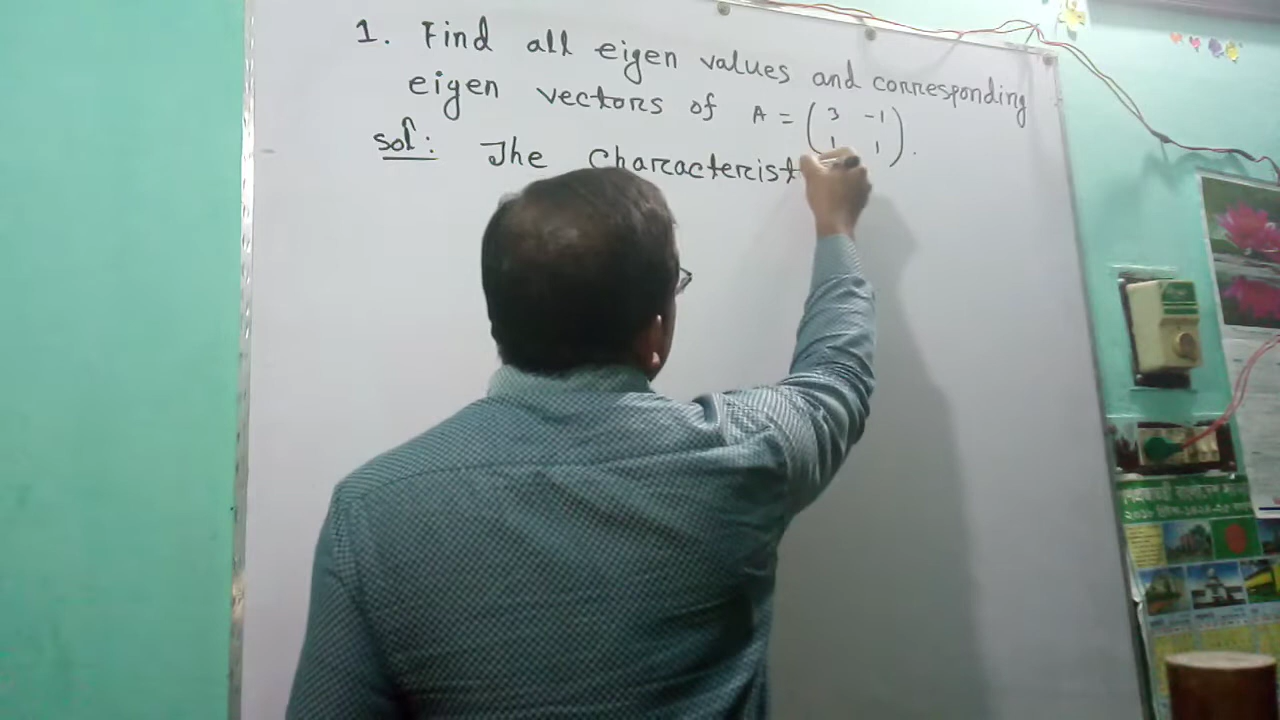 1. Find all eigen values and corresponding
eigen vectors of A = (3 -1
1 1).
Sol: The Characterist